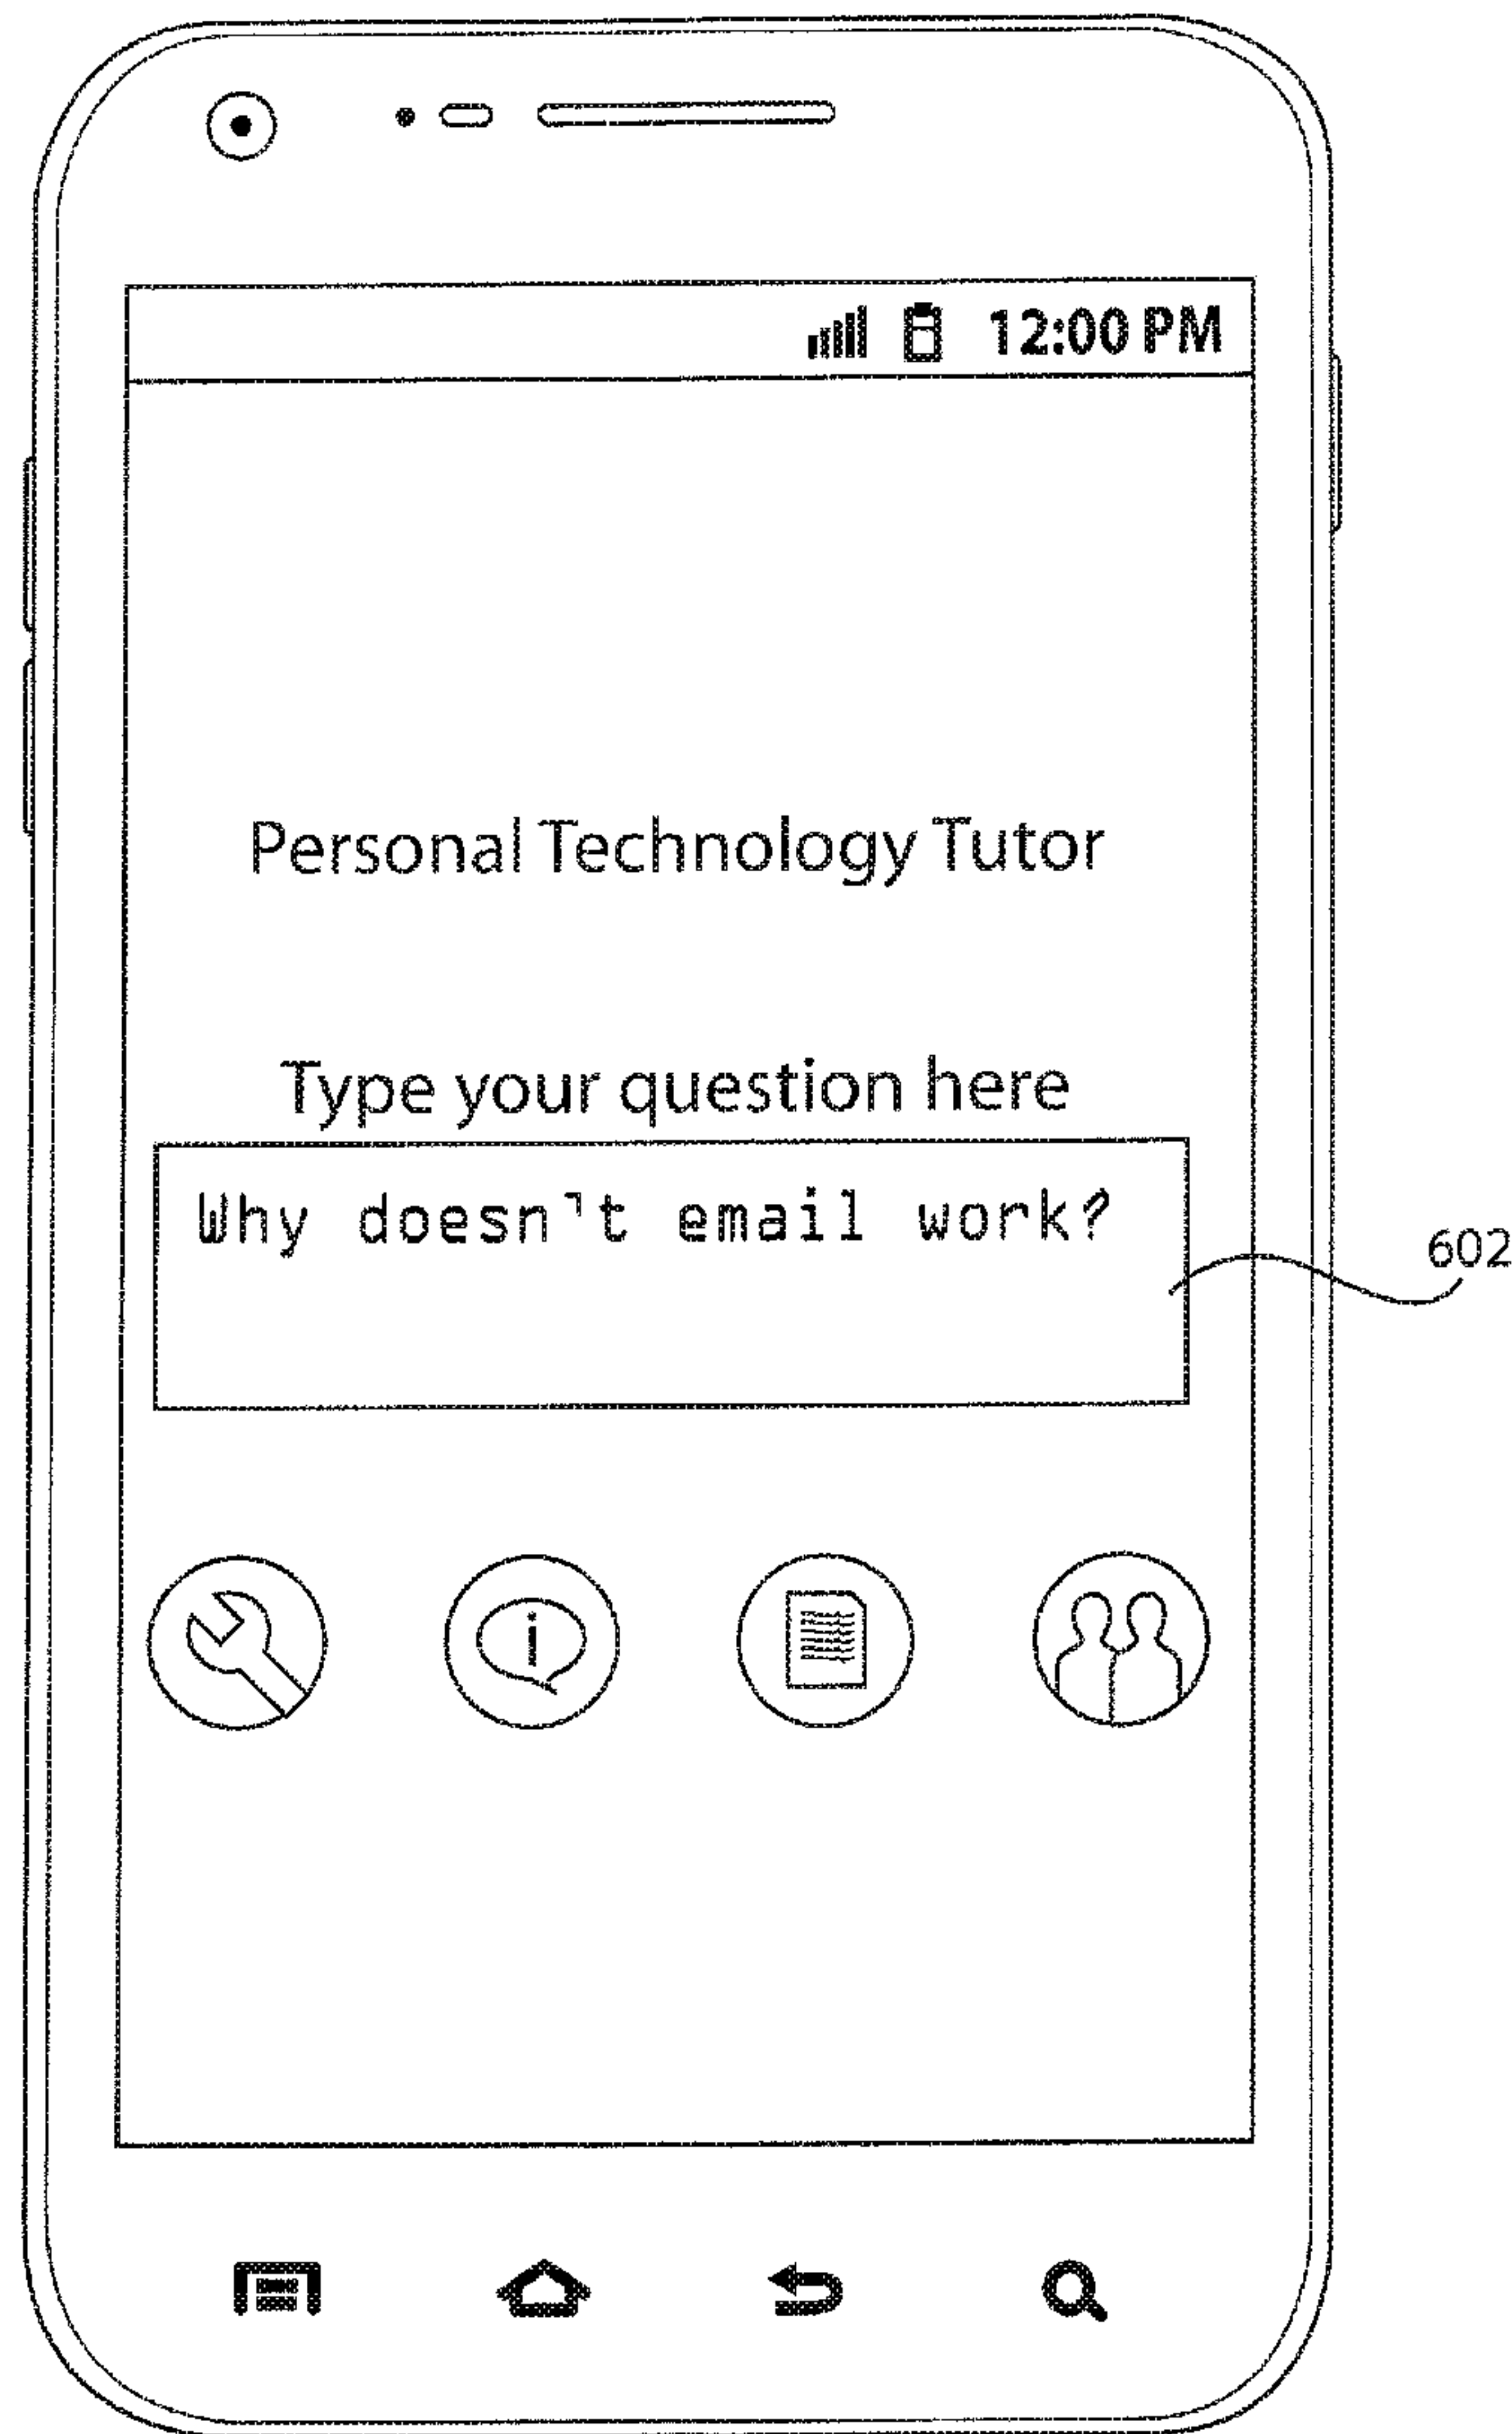 12:00 PM
Personal Technology Tutor
Type your question here
Why doesn't email work?
602
i